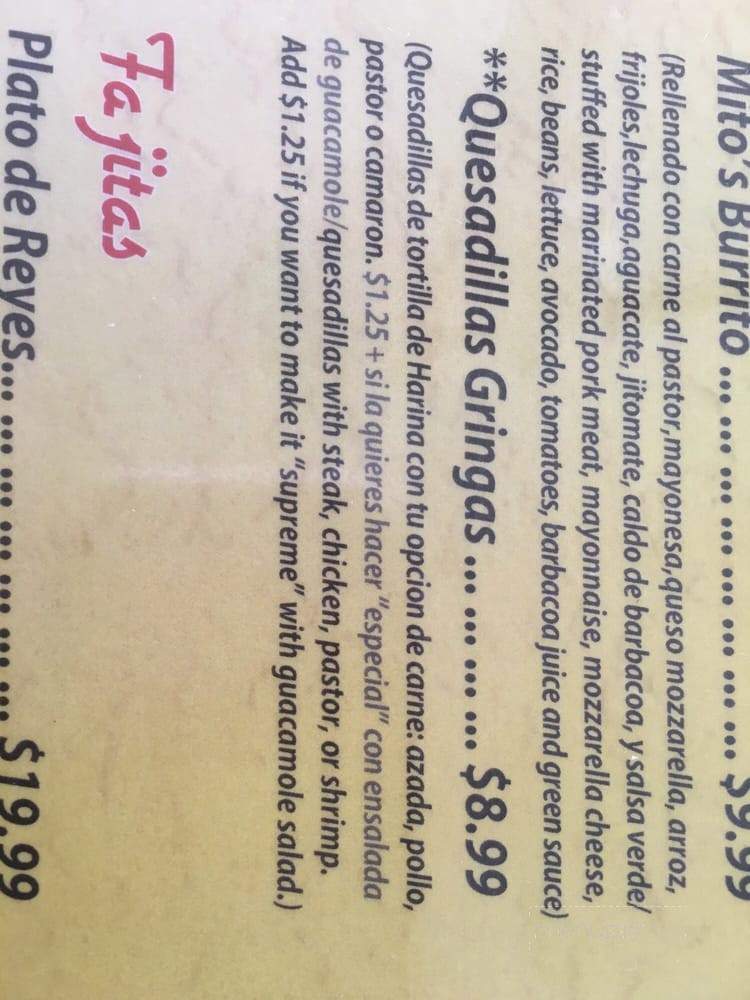 Mito´s Burrito ... ... ... ... ... ... ... ... $9.99
(Rellenado con carne al pastor,mayonesa,queso mozzarella, arroz,
frijoles,lechuga,aguacate, jitomate, caldo de barbacoa, y salsa verde/
stuffed with marinated pork meat, mayonnaise, mozzarella cheese,
rice, beans, lettuce, avocado, tomatoes, barbacoa juice and green sauce)
**Quesadillas Gringas ... ... ... ... $8.99
(Quesadillas de tortilla de Harina con tu opcion de carne: azada, pollo,
pastor o camaron. $1.25 + si la quieres hacer "especial" con ensalada
de guacamole/quesadillas with steak, chicken, pastor, or shrimp.
Add $1.25 if you want to make it "supreme" with guacamole salad.)
Fajitas
Plato de Reyes... ... ... ... ... ... ... $19.99